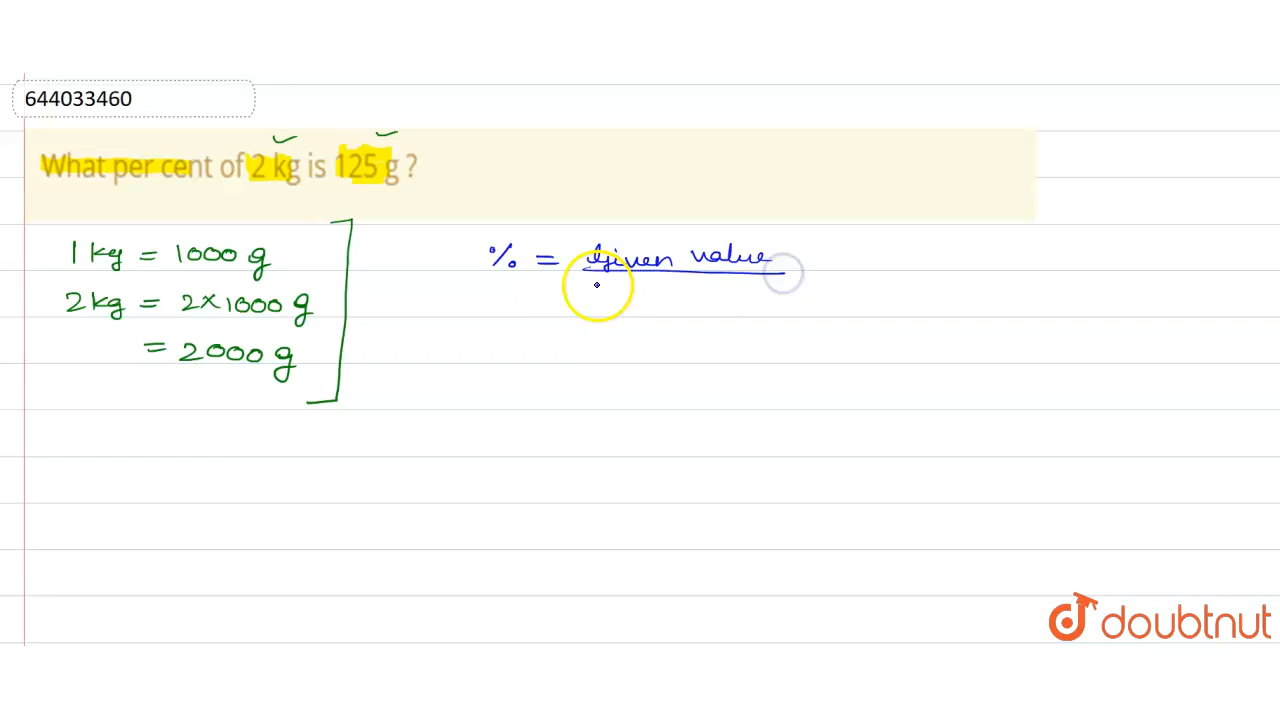 644033460
What per cent of 2 kg is 125 g ?
1 kg = 1000 g
2 kg = 2×1000 g
= 2000 g
% = Given value
doubtnut